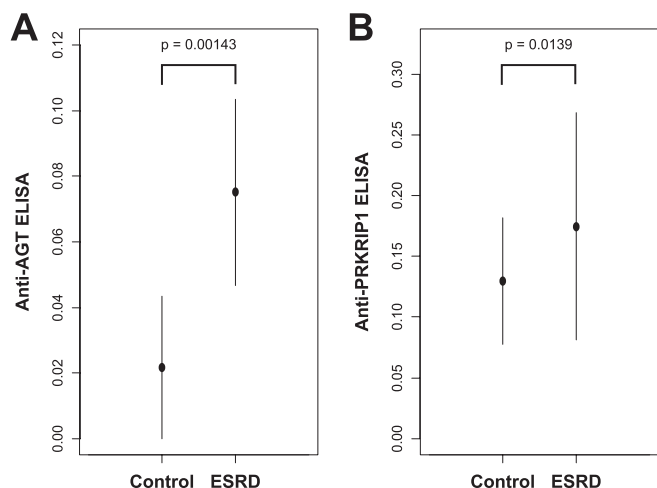 A
p = 0.00143
Anti-AGT ELISA
0.12
0.10
0.08
0.06
0.04
0.02
0.00
Control ESRD
B
p = 0.0139
Anti-PRKRIP1 ELISA
0.30
0.25
0.20
0.15
0.10
0.05
0.00
Control ESRD